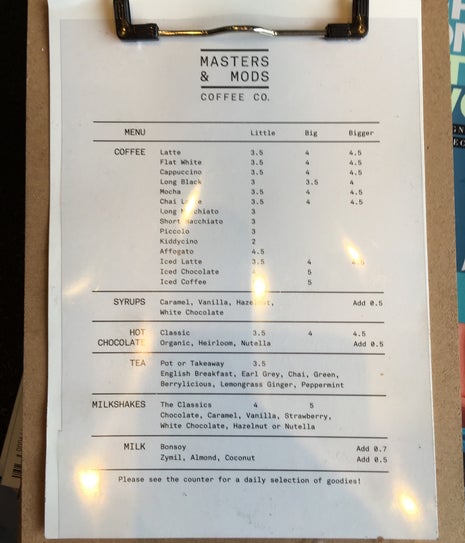 MASTERS
& MODS
COFFEE CO.
MENU Little Big Bigger
COFFEE Latte 3.5 4 4.5
Flat White 3.5 4 4.5
Cappuccino 3.5 4 4.5
Long Black 3 3.5 4
Mocha 3.5 4 4.5
Chai Latte 3.5 4 4.5
Long Macchiato 3
Short Macchiato 3
Piccolo 3
Kiddycino 2
Affogato 4.5
Iced Latte 3.5 4 4.5
Iced Chocolate 5
Iced Coffee 5
SYRUPS Caramel, Vanilla, Hazelnut, Add 0.5
White Chocolate
HOT Classic 3.5 4 4.5
CHOCOLATE Organic, Heirloom, Nutella Add 0.5
TEA Pot or Takeaway 3.5
English Breakfast, Earl Grey, Chai, Green,
Berrylicious, Lemongrass Ginger, Peppermint
MILKSHAKES The Classics 4 5
Chocolate, Caramel, Vanilla, Strawberry,
White Chocolate, Hazelnut or Nutella
MILK Bonsoy Add 0.7
Zymil, Almond, Coconut Add 0.5
Please see the counter for a daily selection of goodies!